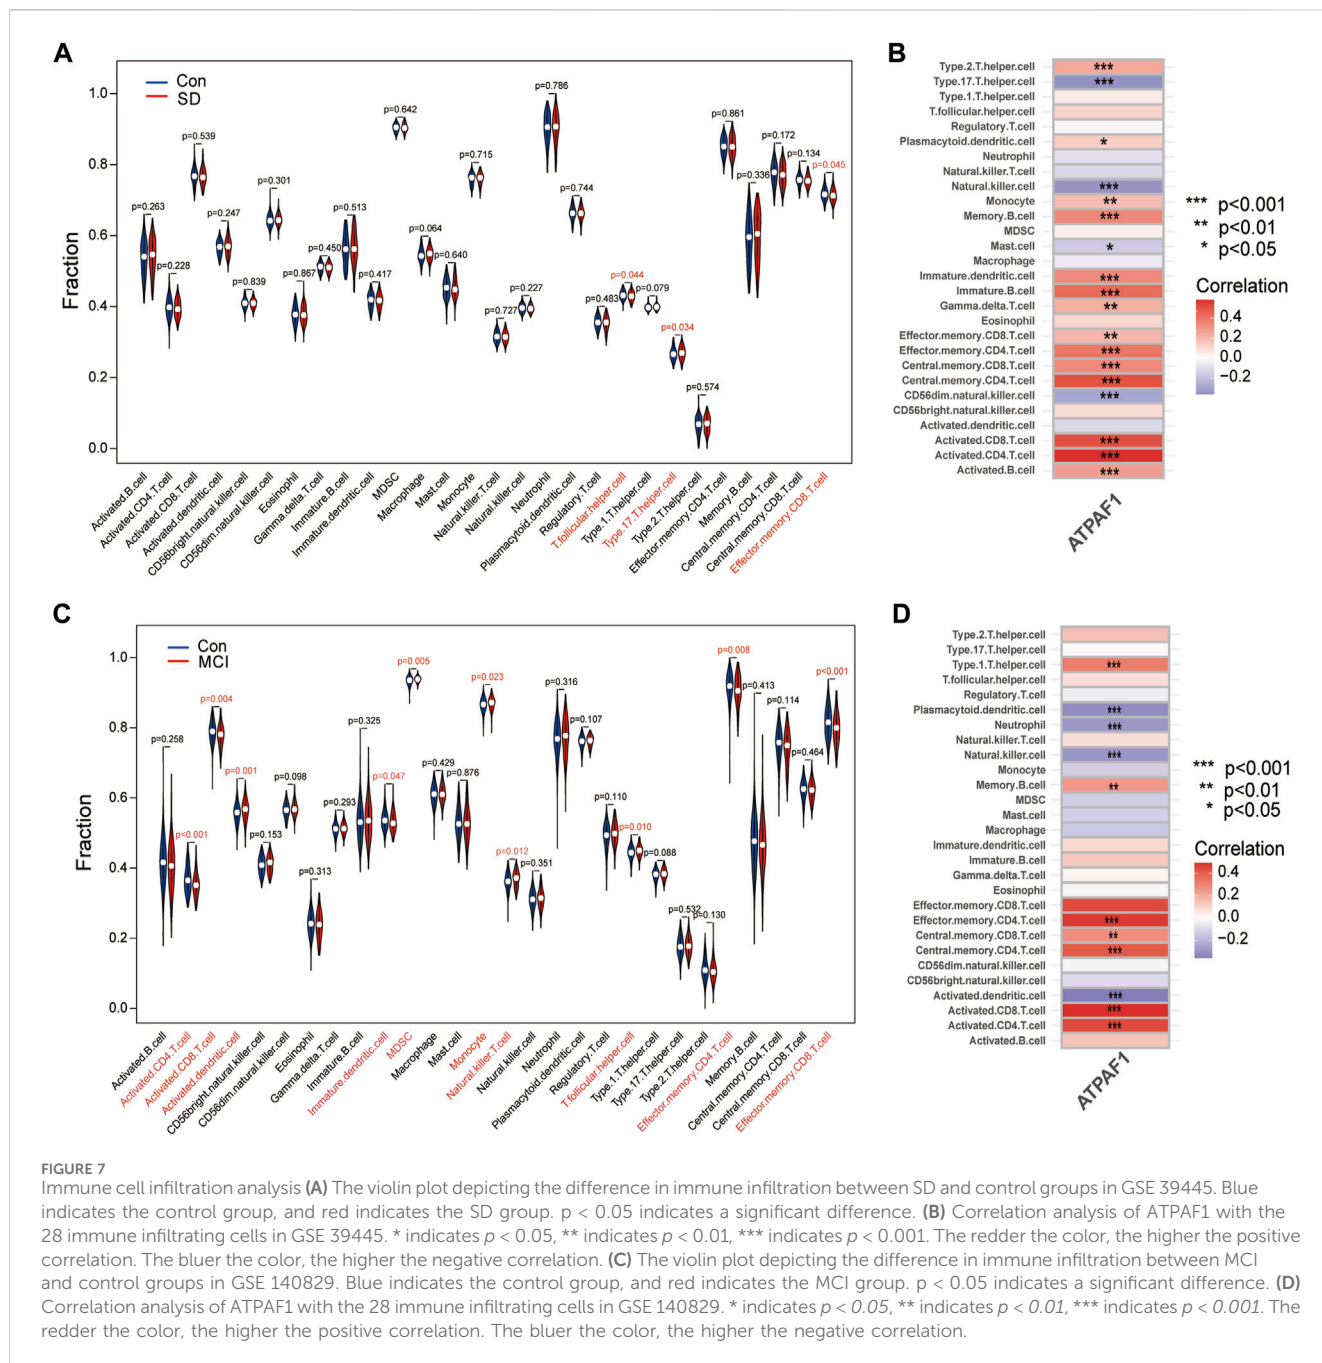 A
Con
SD
Fraction
1.0
0.8
0.6
0.4
0.2
0.0
p=0.263
p=0.228
p=0.539
p=0.247
p=0.839
p=0.301
p=0.867
p=0.450
p=0.513
p=0.417
p=0.642
p=0.064
p=0.640
p=0.715
p=0.727
p=0.227
p=0.786
p=0.744
p=0.483
p=0.044
p=0.079
p=0.034
p=0.574
p=0.861
p=0.336
p=0.172
p=0.134
p=0.045
Activated.B.cell
Activated.CD4.T.cell
Activated.CD8.T.cell
Activated.dendritic.cell
CD56bright.natural.killer.cell
CD56dim.natural.killer.cell
Eosinophil
Gamma.delta.T.cell
Immature.B.cell
Immature.dendritic.cell
MDSC
Macrophage
Mast.cell
Monocyte
Natural.killer.T.cell
Natural.killer.cell
Neutrophil
Plasmacytoid.dendritic.cell
Regulatory.T.cell
T.follicular.helper.cell
Type.1.T.helper.cell
Type.17.T.helper.cell
Type.2.T.helper.cell
Effector.memory.CD4.T.cell
Memory.B.cell
Central.memory.CD4.T.cell
Central.memory.CD8.T.cell
Effector.memory.CD8.T.cell
B
Type.2.T.helper.cell ***
Type.17.T.helper.cell ***
Type.1.T.helper.cell
T.follicular.helper.cell
Regulatory.T.cell
Plasmacytoid.dendritic.cell *
Neutrophil
Natural.killer.T.cell
Natural.killer.cell ***
Monocyte **
Memory.B.cell ***
MDSC
Mast.cell *
Macrophage
Immature.dendritic.cell ***
Immature.B.cell ***
Gamma.delta.T.cell **
Eosinophil
Effector.memory.CD8.T.cell **
Effector.memory.CD4.T.cell ***
Central.memory.CD8.T.cell ***
Central.memory.CD4.T.cell ***
CD56dim.natural.killer.cell ***
CD56bright.natural.killer.cell
Activated.dendritic.cell
Activated.CD8.T.cell ***
Activated.CD4.T.cell ***
Activated.B.cell ***
ATPAF1
*** p<0.001
** p<0.01
* p<0.05
Correlation
0.4
0.2
0.0
−0.2
C
Con
MCI
Fraction
1.0
0.8
0.6
0.4
0.2
0.0
p=0.258
p<0.001
p=0.004
p=0.001
p=0.153
p=0.098
p=0.313
p=0.293
p=0.325
p=0.047
p=0.005
p=0.429
p=0.876
p=0.023
p=0.012
p=0.351
p=0.316
p=0.107
p=0.110
p=0.010
p=0.088
p=0.532
p=0.130
p=0.008
p=0.413
p=0.114
p=0.464
p<0.001
Activated.B.cell
Activated.CD4.T.cell
Activated.CD8.T.cell
Activated.dendritic.cell
CD56bright.natural.killer.cell
CD56dim.natural.killer.cell
Eosinophil
Gamma.delta.T.cell
Immature.B.cell
Immature.dendritic.cell
MDSC
Macrophage
Mast.cell
Monocyte
Natural.killer.T.cell
Natural.killer.cell
Neutrophil
Plasmacytoid.dendritic.cell
Regulatory.T.cell
T.follicular.helper.cell
Type.1.T.helper.cell
Type.17.T.helper.cell
Type.2.T.helper.cell
Effector.memory.CD4.T.cell
Memory.B.cell
Central.memory.CD4.T.cell
Central.memory.CD8.T.cell
Effector.memory.CD8.T.cell
D
Type.2.T.helper.cell
Type.17.T.helper.cell
Type.1.T.helper.cell ***
T.follicular.helper.cell
Regulatory.T.cell
Plasmacytoid.dendritic.cell ***
Neutrophil ***
Natural.killer.T.cell
Natural.killer.cell ***
Monocyte
Memory.B.cell **
MDSC
Mast.cell
Macrophage
Immature.dendritic.cell
Immature.B.cell
Gamma.delta.T.cell
Eosinophil
Effector.memory.CD8.T.cell
Effector.memory.CD4.T.cell ***
Central.memory.CD8.T.cell **
Central.memory.CD4.T.cell ***
CD56dim.natural.killer.cell
CD56bright.natural.killer.cell
Activated.dendritic.cell ***
Activated.CD8.T.cell ***
Activated.CD4.T.cell ***
Activated.B.cell
ATPAF1
*** p<0.001
** p<0.01
* p<0.05
Correlation
0.4
0.2
0.0
−0.2
FIGURE 7
Immune cell infiltration analysis (A) The violin plot depicting the difference in immune infiltration between SD and control groups in GSE 39445. Blue
indicates the control group, and red indicates the SD group. p < 0.05 indicates a significant difference. (B) Correlation analysis of ATPAF1 with the
28 immune infiltrating cells in GSE 39445. * indicates p < 0.05, ** indicates p < 0.01, *** indicates p < 0.001. The redder the color, the higher the positive
correlation. The bluer the color, the higher the negative correlation. (C) The violin plot depicting the difference in immune infiltration between MCI
and control groups in GSE 140829. Blue indicates the control group, and red indicates the MCI group. p < 0.05 indicates a significant difference. (D)
Correlation analysis of ATPAF1 with the 28 immune infiltrating cells in GSE 140829. * indicates p < 0.05, ** indicates p < 0.01, *** indicates p < 0.001. The
redder the color, the higher the positive correlation. The bluer the color, the higher the negative correlation.